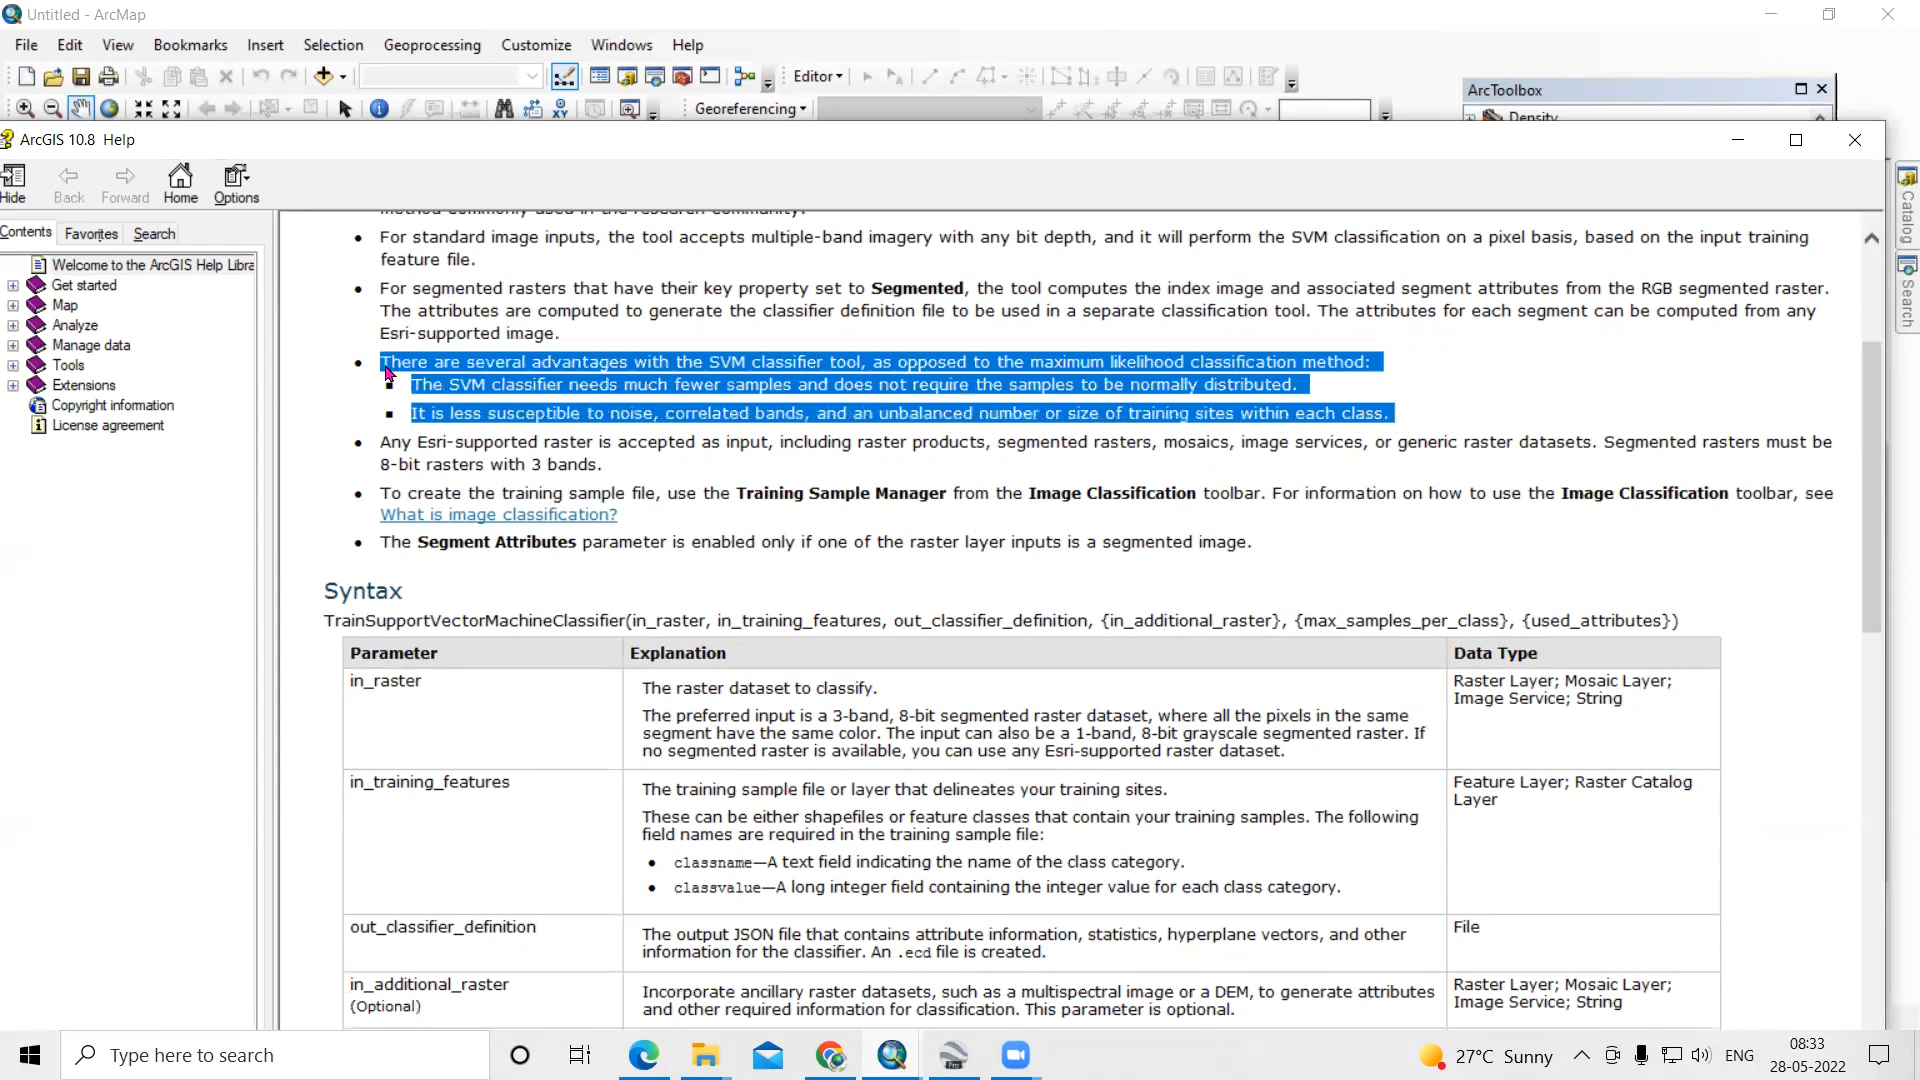 Untitled - ArcMap
File Edit View Bookmarks Insert Selection Geoprocessing Customize Windows Help
Editor
Georeferencing
ArcToolbox
Density
ArcGIS 10.8 Help
Hide Back Forward Home Options
Contents Favorites Search
Welcome to the ArcGIS Help Libra
Get started
Map
Analyze
Manage data
Tools
Extensions
Copyright information
License agreement
method commonly used in the research community.
• For standard image inputs, the tool accepts multiple-band imagery with any bit depth, and it will perform the SVM classification on a pixel basis, based on the input training
feature file.
• For segmented rasters that have their key property set to Segmented, the tool computes the index image and associated segment attributes from the RGB segmented raster.
The attributes are computed to generate the classifier definition file to be used in a separate classification tool. The attributes for each segment can be computed from any
Esri-supported image.
• There are several advantages with the SVM classifier tool, as opposed to the maximum likelihood classification method:
▪ The SVM classifier needs much fewer samples and does not require the samples to be normally distributed.
▪ It is less susceptible to noise, correlated bands, and an unbalanced number or size of training sites within each class.
• Any Esri-supported raster is accepted as input, including raster products, segmented rasters, mosaics, image services, or generic raster datasets. Segmented rasters must be
8-bit rasters with 3 bands.
• To create the training sample file, use the Training Sample Manager from the Image Classification toolbar. For information on how to use the Image Classification toolbar, see
What is image classification?
• The Segment Attributes parameter is enabled only if one of the raster layer inputs is a segmented image.
Syntax
TrainSupportVectorMachineClassifier(in_raster, in_training_features, out_classifier_definition, {in_additional_raster}, {max_samples_per_class}, {used_attributes})
Parameter Explanation Data Type
in_raster
The raster dataset to classify.
The preferred input is a 3-band, 8-bit segmented raster dataset, where all the pixels in the same
segment have the same color. The input can also be a 1-band, 8-bit grayscale segmented raster. If
no segmented raster is available, you can use any Esri-supported raster dataset.
Raster Layer; Mosaic Layer;
Image Service; String
in_training_features
The training sample file or layer that delineates your training sites.
These can be either shapefiles or feature classes that contain your training samples. The following
field names are required in the training sample file:
• classname—A text field indicating the name of the class category.
• classvalue—A long integer field containing the integer value for each class category.
Feature Layer; Raster Catalog
Layer
out_classifier_definition
The output JSON file that contains attribute information, statistics, hyperplane vectors, and other
information for the classifier. An .ecd file is created.
File
in_additional_raster
(Optional)
Incorporate ancillary raster datasets, such as a multispectral image or a DEM, to generate attributes
and other required information for classification. This parameter is optional.
Raster Layer; Mosaic Layer;
Image Service; String
Catalog
Search
Type here to search
27°C Sunny
ENG
08:33
28-05-2022